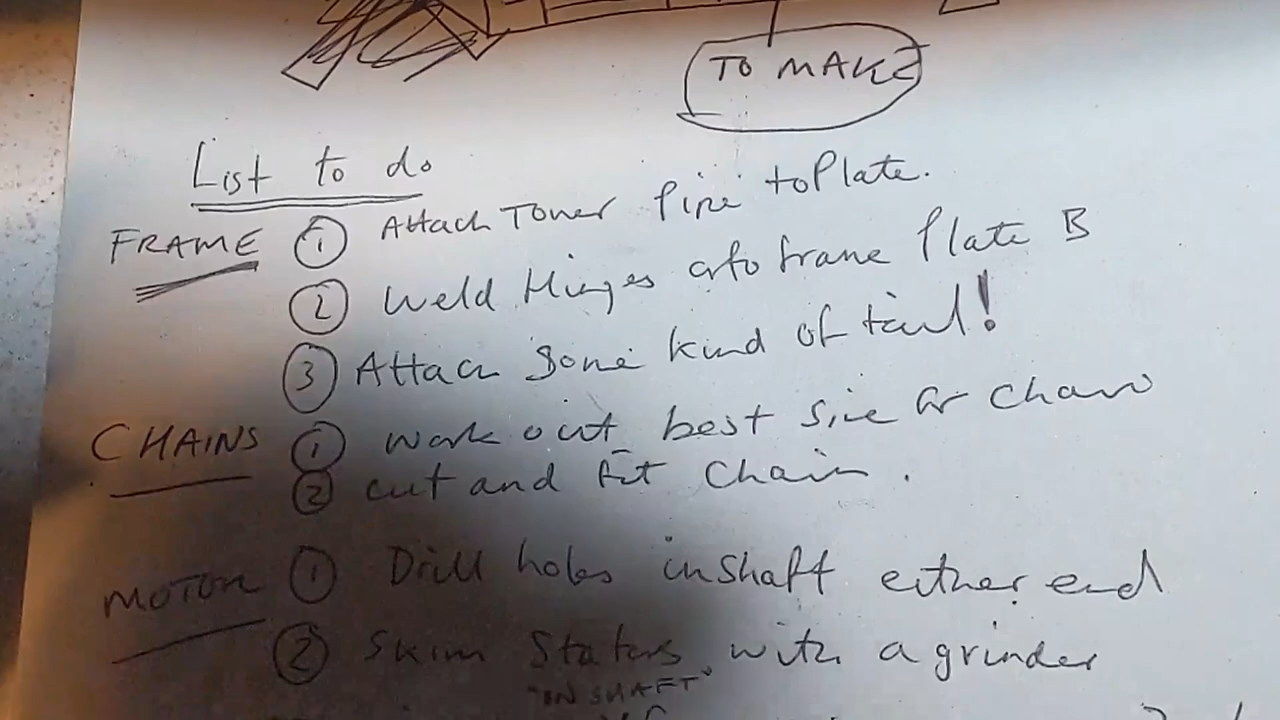 TO MAKE
List to do
FRAME ① Attach Tower Pipe to Plate.
② Weld Hinges to frame Plate B
③ Attach Some kind of tail!
CHAINS ① Work out best size for Chain
② cut and fit Chain.
MOTOR ① Drill holes in shaft either end
② Skim Stators with a grinder
"IN SHAFT"